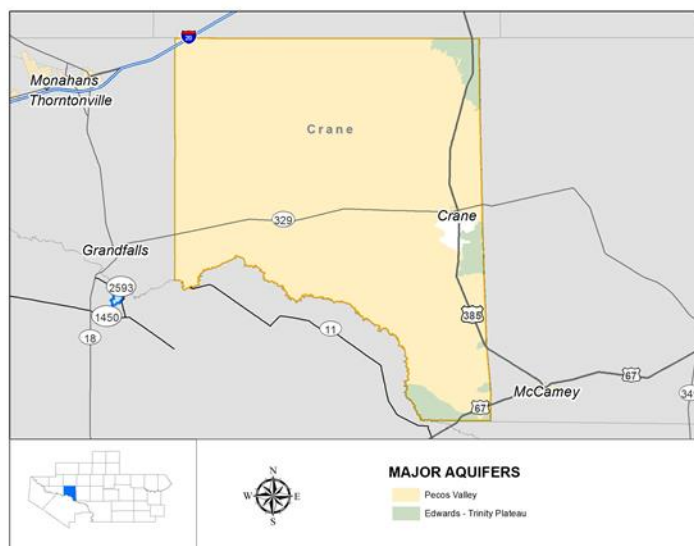 20
Monahans
Thorntonville
Crane
329
Crane
Grandfalls
2593
1450
18
11
385
McCamey
67
67
N
W E
S
MAJOR AQUIFERS
Pecos Valley
Edwards - Trinity Plateau